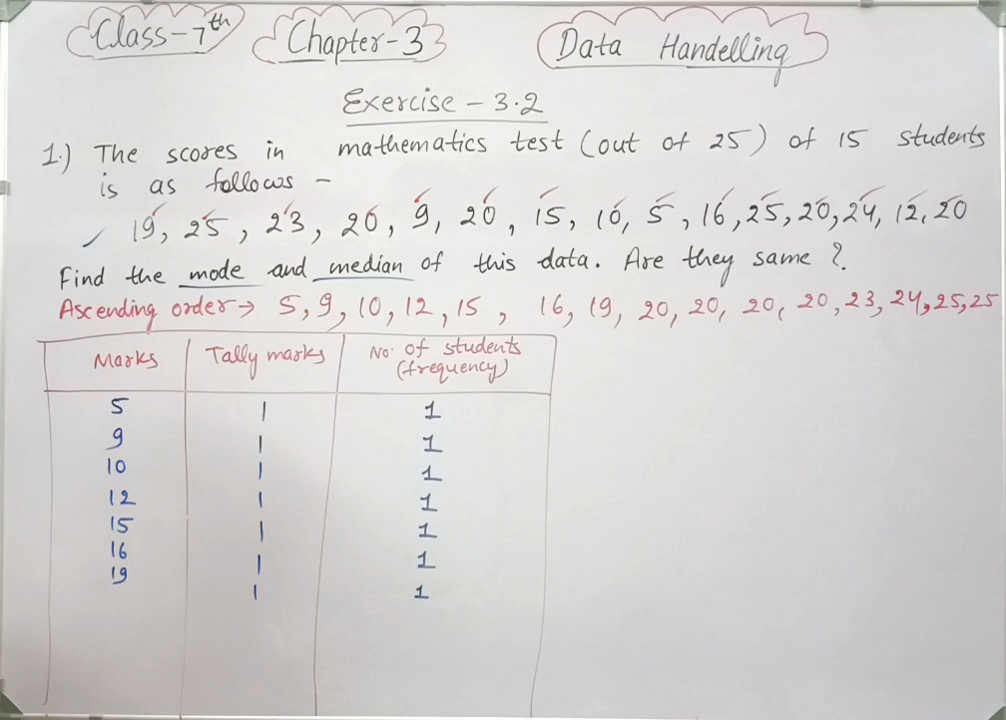 Class-7th Chapter-3 Data Handelling
Exercise - 3.2
1.) The scores in mathematics test (out of 25) of 15 students
is as follows -
19, 25, 23, 20, 9, 20, 15, 10, 5, 16, 25, 20, 24, 12, 20
Find the mode and median of this data. Are they same ?
Ascending order → 5, 9, 10, 12, 15, 16, 19, 20, 20, 20, 20, 23, 24, 25, 25
Marks Tally marks No. of students
(frequency)
5 | 1
9 | 1
10 | 1
12 | 1
15 | 1
16 | 1
19 | 1